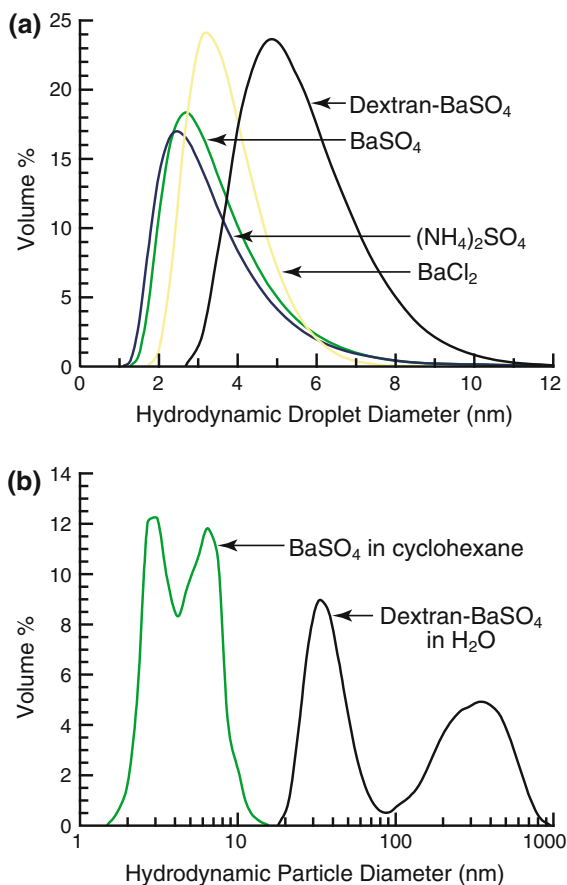 (a)
25
20
15
10
5
0
Volume %
Dextran-BaSO₄
BaSO₄
(NH₄)₂SO₄
BaCl₂
0 2 4 6 8 10 12
Hydrodynamic Droplet Diameter (nm)
(b)
14
12
10
8
6
4
2
0
Volume %
BaSO₄ in cyclohexane
Dextran-BaSO₄
in H₂O
1 10 100 1000
Hydrodynamic Particle Diameter (nm)